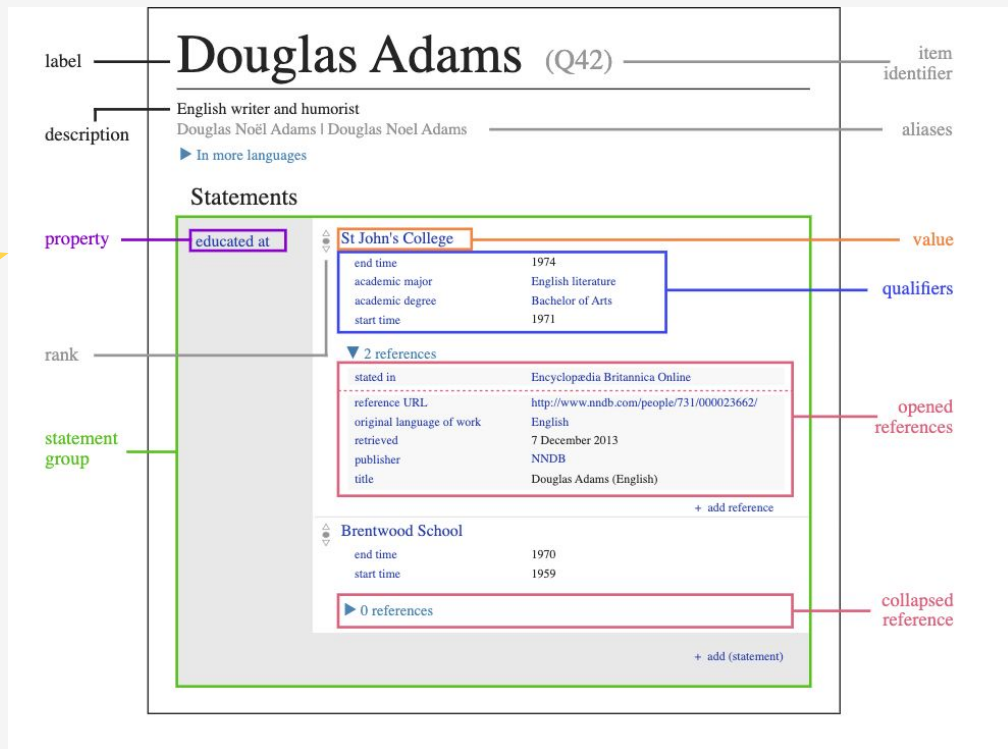 label
Douglas Adams (Q42)
item
identifier
description
English writer and humorist
Douglas Noël Adams | Douglas Noel Adams
aliases
In more languages
Statements
property
educated at
St John's College
value
end time 1974
academic major English literature
academic degree Bachelor of Arts
start time 1971
qualifiers
rank
2 references
stated in Encyclopædia Britannica Online
reference URL http://www.nndb.com/people/731/000023662/
original language of work English
retrieved 7 December 2013
publisher NNDB
title Douglas Adams (English)
opened
references
statement
group
+ add reference
Brentwood School
end time 1970
start time 1959
0 references
collapsed
reference
+ add (statement)